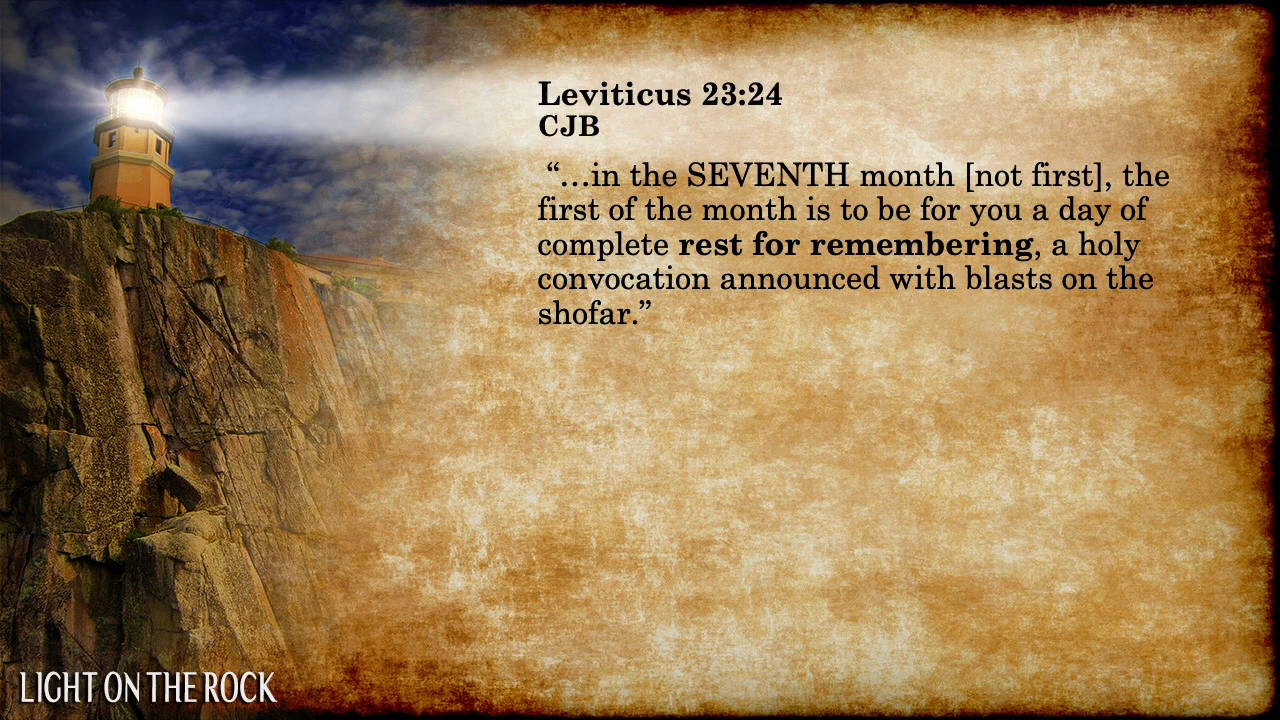 Leviticus 23:24
CJB
“…in the SEVENTH month [not first], the
first of the month is to be for you a day of
complete rest for remembering, a holy
convocation announced with blasts on the
shofar.”
LIGHT ON THE ROCK